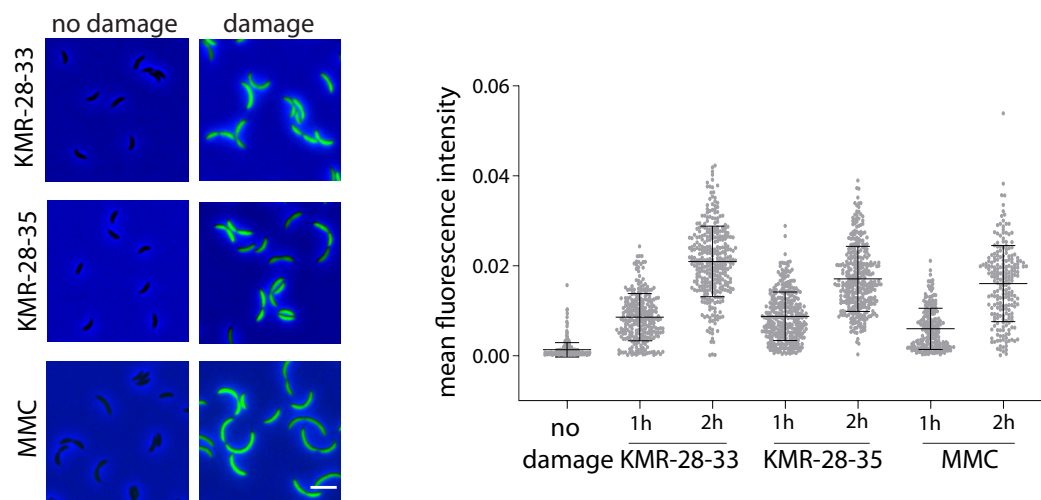 no damage damage
KMR-28-33
KMR-28-35
MMC
mean fluorescence intensity
0.06
0.04
0.02
0.00
no damage
1h 2h 1h 2h 1h 2h
KMR-28-33 KMR-28-35 MMC